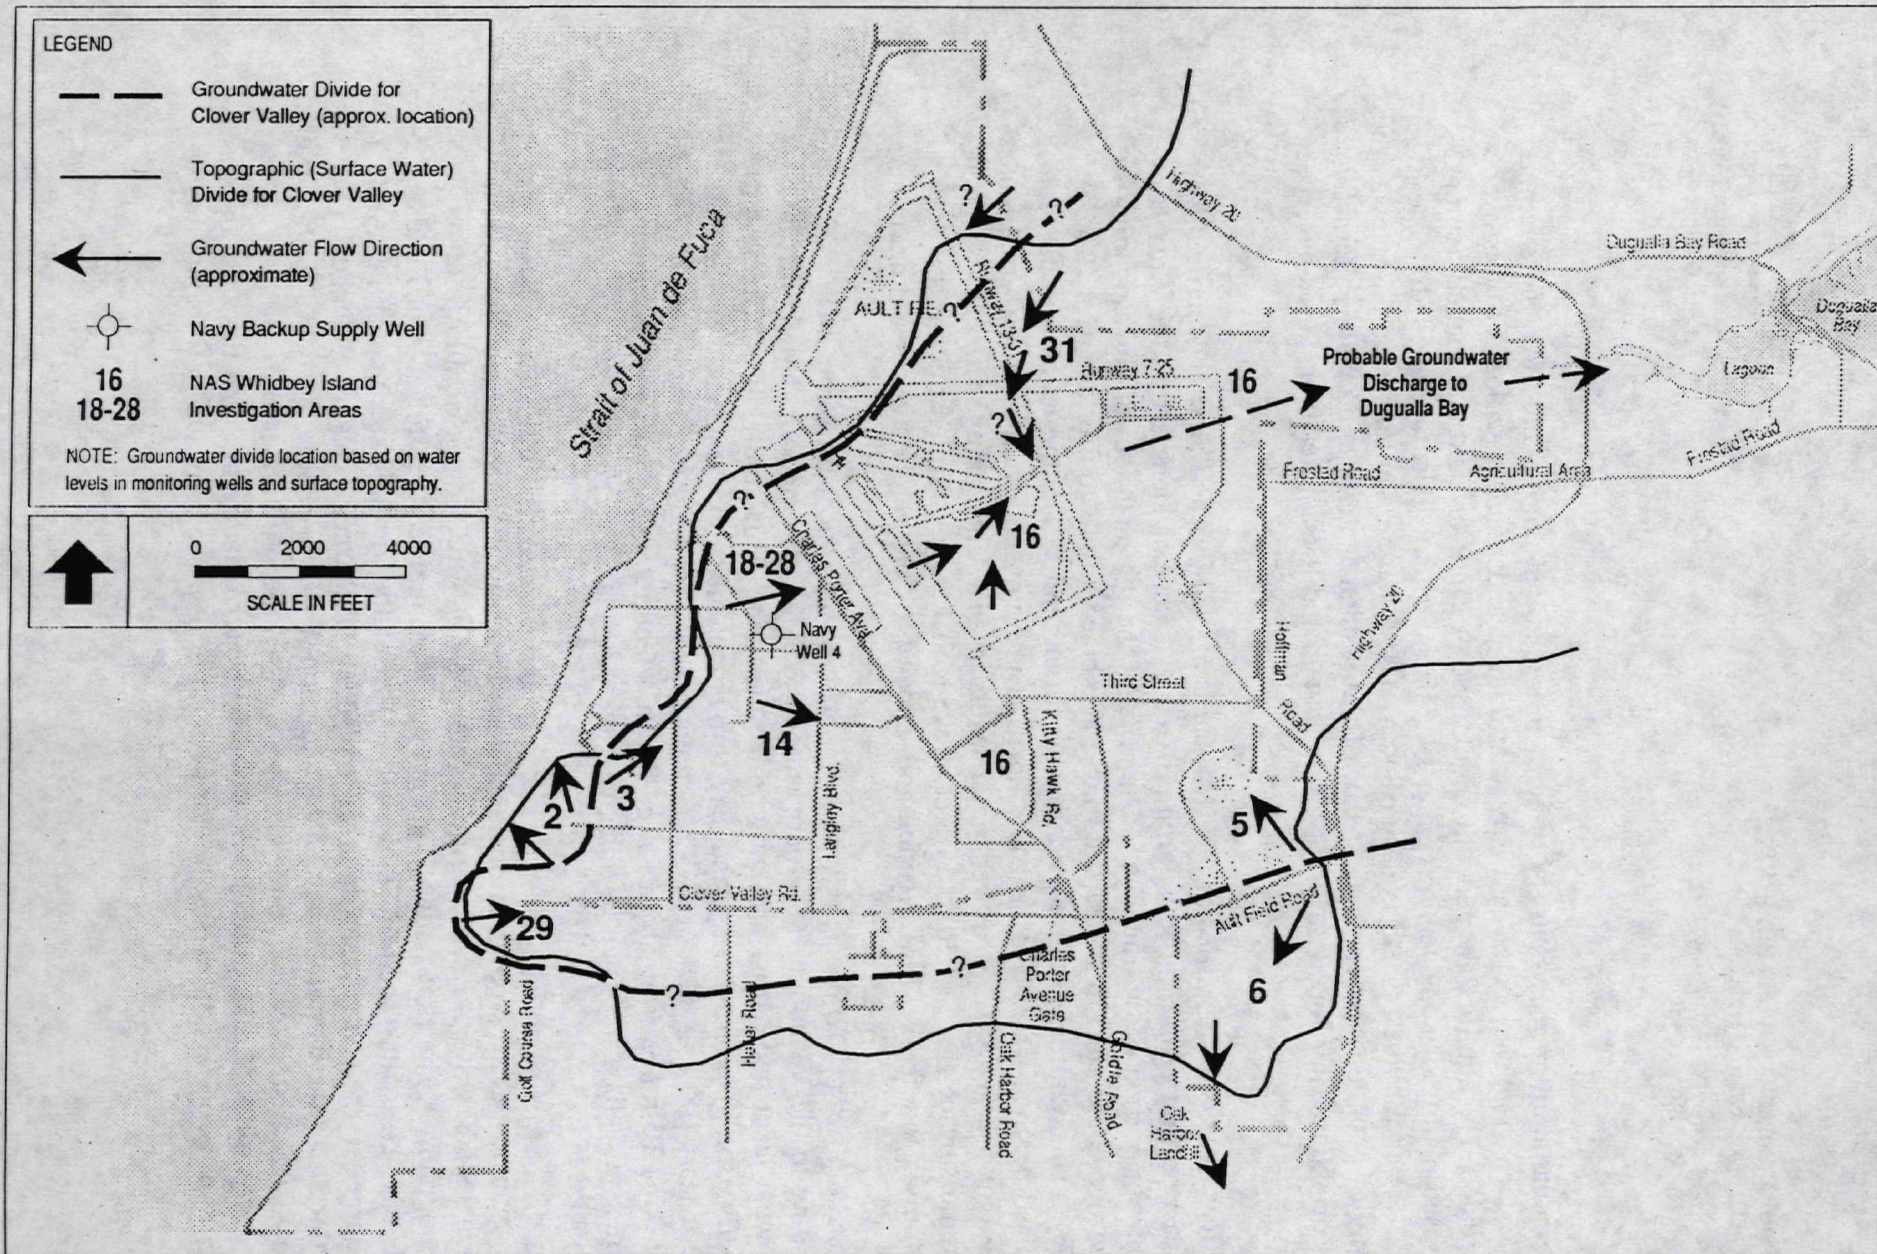 LEGEND
Groundwater Divide for
Clover Valley (approx. location)
Topographic (Surface Water)
Divide for Clover Valley
Groundwater Flow Direction
(approximate)
Navy Backup Supply Well
16
18-28
NAS Whidbey Island
Investigation Areas
NOTE: Groundwater divide location based on water
levels in monitoring wells and surface topography.
0 2000 4000
SCALE IN FEET
Strait of Juan de Fuca
Highway 20
Dugualla Bay Road
Dugualla
Bay
Lagoon
?
?
?
AULT
Runway 13-31
31
Runway 7-25
16
Probable Groundwater
Discharge to
Dugualla Bay
?
Frostad Road
Agricultural Area
Frostad Road
?
18-28
Charles Porter Ave.
16
Navy
Well 4
Hoffman
Road
Highway 20
Third Street
14
16
Kitty Hawk Rd.
Langley Blvd.
2
3
5
Clover Valley Rd.
Ault Field Road
29
?
?
Charles
Porter
Avenue
Gate
6
Golf Course Road
Heller Road
Oak Harbor Road
Goldie Road
Oak
Harbor
Landfill